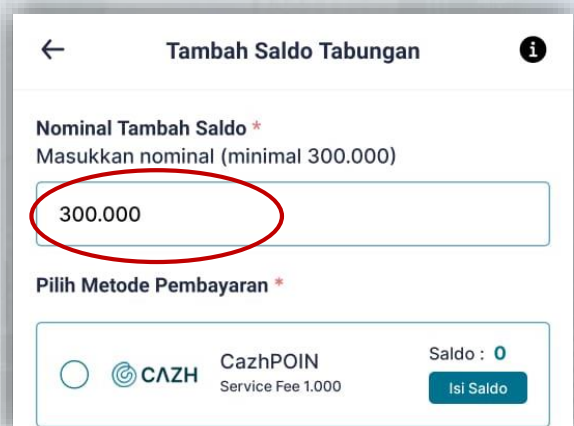 Tambah Saldo Tabungan
Nominal Tambah Saldo *
Masukkan nominal (minimal 300.000)
300.000
Pilih Metode Pembayaran *
CAZH
CazhPOIN
Service Fee 1.000
Saldo : 0
Isi Saldo